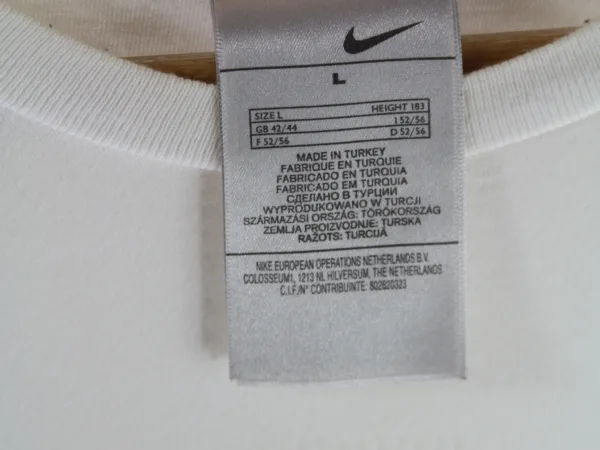 L
SIZE L HEIGHT 183
GB 42/44 I 52/56
F 52/56 D 52/56
MADE IN TURKEY
FABRIQUE EN TURQUIE
FABRICADO EN TURQUIA
FABRICADO EM TURQUIA
СДЕЛАНО В ТУРЦИИ
WYPRODUKOWANO W TURCJI
SZÁRMAZÁSI ORSZÁG: TÖRÖKORSZÁG
ZEMLJA PROIZVODNJE: TURSKA
RAŽOTS: TURCIJĀ
NIKE EUROPEAN OPERATIONS NETHERLANDS B.V.
COLOSSEUM1, 1213 NL HILVERSUM, THE NETHERLANDS
C.I.F./N° CONTRIBUINTE: 802620323